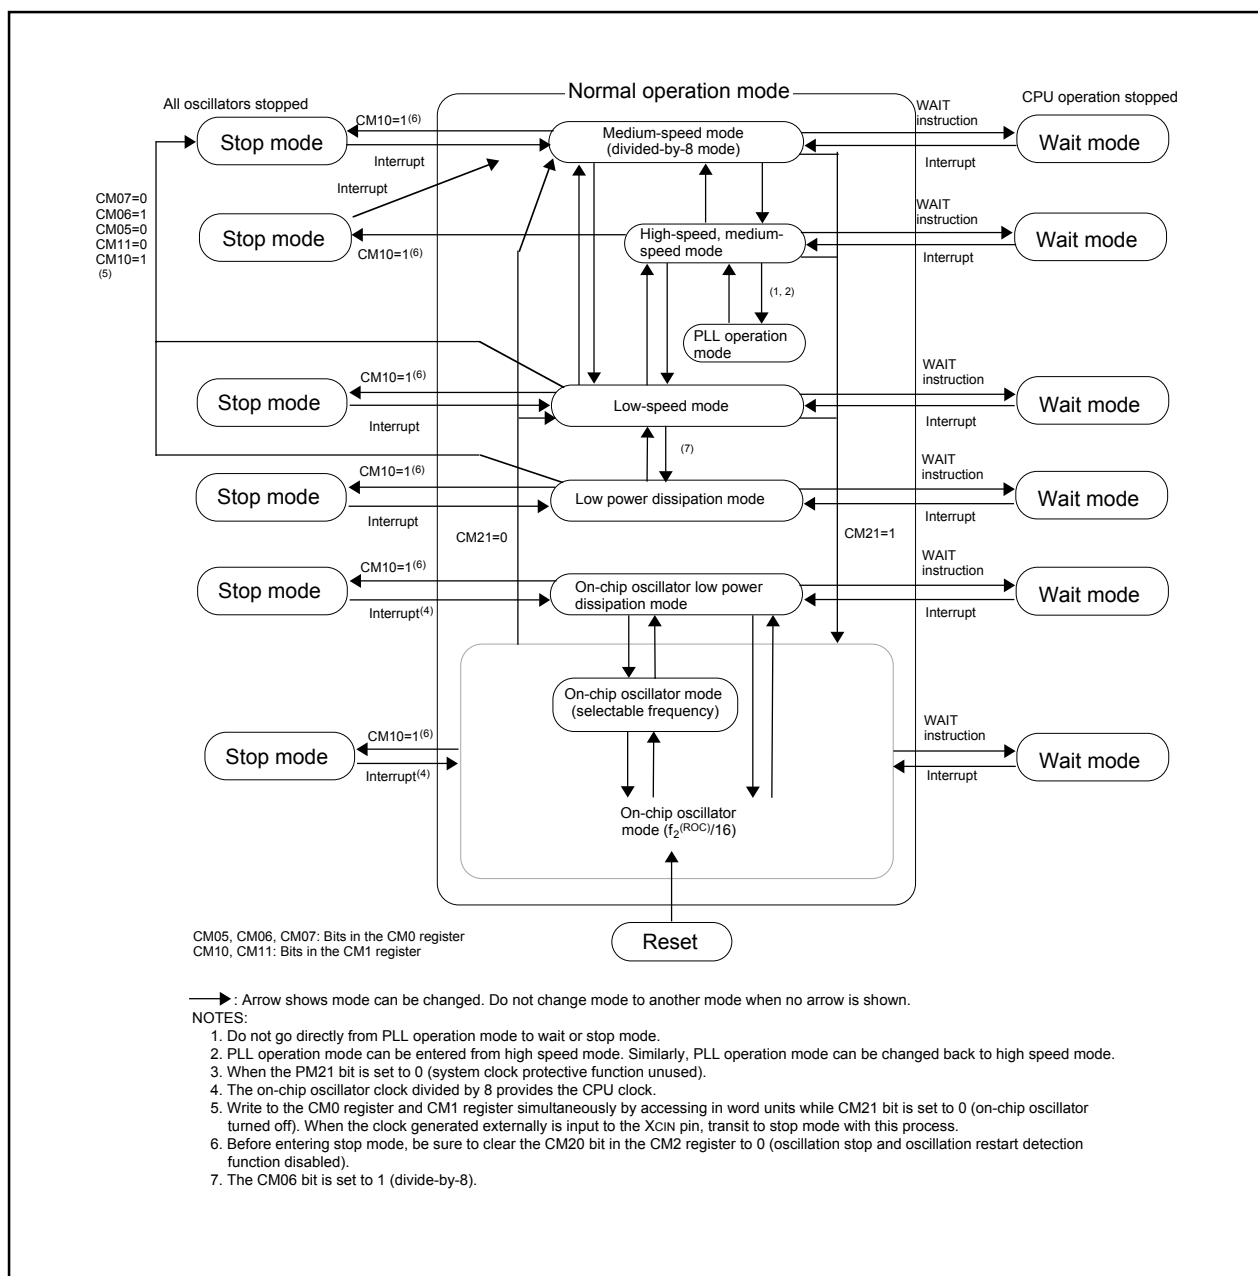 Normal operation mode
All oscillators stopped
CPU operation stopped
Stop mode
CM10=1(6)
Interrupt
Medium-speed mode
(divided-by-8 mode)
WAIT
instruction
Interrupt
Wait mode
Interrupt
CM07=0
CM06=1
CM05=0
CM11=0
CM10=1
(5)
Stop mode
CM10=1(6)
High-speed, medium-
speed mode
WAIT
instruction
Interrupt
Wait mode
(1, 2)
PLL operation
mode
Stop mode
CM10=1(6)
Interrupt
Low-speed mode
WAIT
instruction
Interrupt
Wait mode
(7)
Stop mode
CM10=1(6)
Interrupt
Low power dissipation mode
WAIT
instruction
Interrupt
Wait mode
CM21=0
CM21=1
Stop mode
CM10=1(6)
Interrupt(4)
On-chip oscillator low power
dissipation mode
WAIT
instruction
Interrupt
Wait mode
On-chip oscillator mode
(selectable frequency)
Stop mode
CM10=1(6)
Interrupt(4)
WAIT
instruction
Interrupt
Wait mode
On-chip oscillator
mode (f2(ROC)/16)
Reset
CM05, CM06, CM07: Bits in the CM0 register
CM10, CM11: Bits in the CM1 register
: Arrow shows mode can be changed. Do not change mode to another mode when no arrow is shown.
NOTES:
1. Do not go directly from PLL operation mode to wait or stop mode.
2. PLL operation mode can be entered from high speed mode. Similarly, PLL operation mode can be changed back to high speed mode.
3. When the PM21 bit is set to 0 (system clock protective function unused).
4. The on-chip oscillator clock divided by 8 provides the CPU clock.
5. Write to the CM0 register and CM1 register simultaneously by accessing in word units while CM21 bit is set to 0 (on-chip oscillator
turned off). When the clock generated externally is input to the XCIN pin, transit to stop mode with this process.
6. Before entering stop mode, be sure to clear the CM20 bit in the CM2 register to 0 (oscillation stop and oscillation restart detection
function disabled).
7. The CM06 bit is set to 1 (divide-by-8).